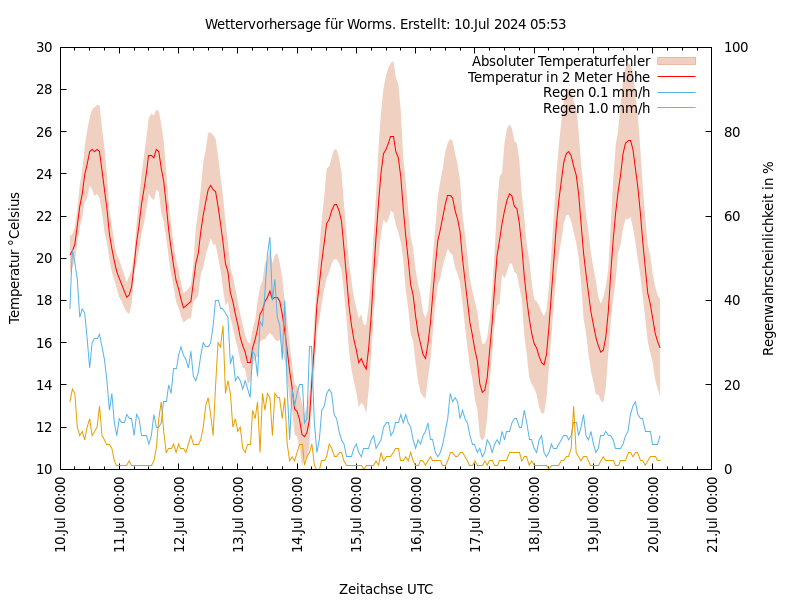 Wettervorhersage für Worms. Erstellt: 10.Jul 2024 05:53
Absoluter Temperaturfehler
Temperatur in 2 Meter Höhe
Regen 0.1 mm/h
Regen 1.0 mm/h
Temperatur °Celsius
30
28
26
24
22
20
18
16
14
12
10
100
80
60
40
20
0
Regenwahrscheinlichkeit in %
10.Jul 00:00
11.Jul 00:00
12.Jul 00:00
13.Jul 00:00
14.Jul 00:00
15.Jul 00:00
16.Jul 00:00
17.Jul 00:00
18.Jul 00:00
19.Jul 00:00
20.Jul 00:00
21.Jul 00:00
Zeitachse UTC